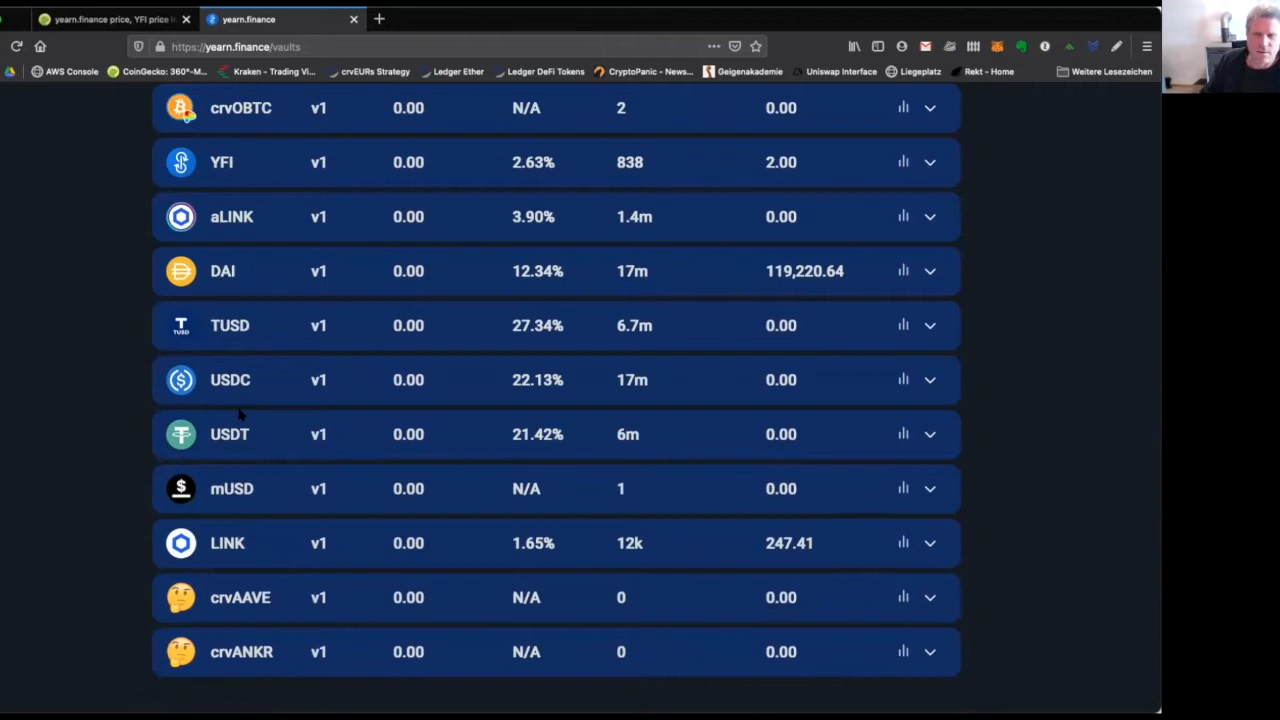 yearn.finance price, YFI price in
yearn.finance
https://yearn.finance/vaults
AWS Console
CoinGecko: 360°-M...
Kraken - Trading Vi...
crvEURs Strategy
Ledger Ether
Ledger DeFi Tokens
CryptoPanic - News...
Geigenakademie
Uniswap Interface
Liegeplatz
Rekt - Home
Weitere Lesezeichen
crvOBTC v1 0.00 N/A 2 0.00
YFI v1 0.00 2.63% 838 2.00
aLINK v1 0.00 3.90% 1.4m 0.00
DAI v1 0.00 12.34% 17m 119,220.64
T TUSD TUSD v1 0.00 27.34% 6.7m 0.00
USDC v1 0.00 22.13% 17m 0.00
USDT v1 0.00 21.42% 6m 0.00
mUSD v1 0.00 N/A 1 0.00
LINK v1 0.00 1.65% 12k 247.41
crvAAVE v1 0.00 N/A 0 0.00
crvANKR v1 0.00 N/A 0 0.00